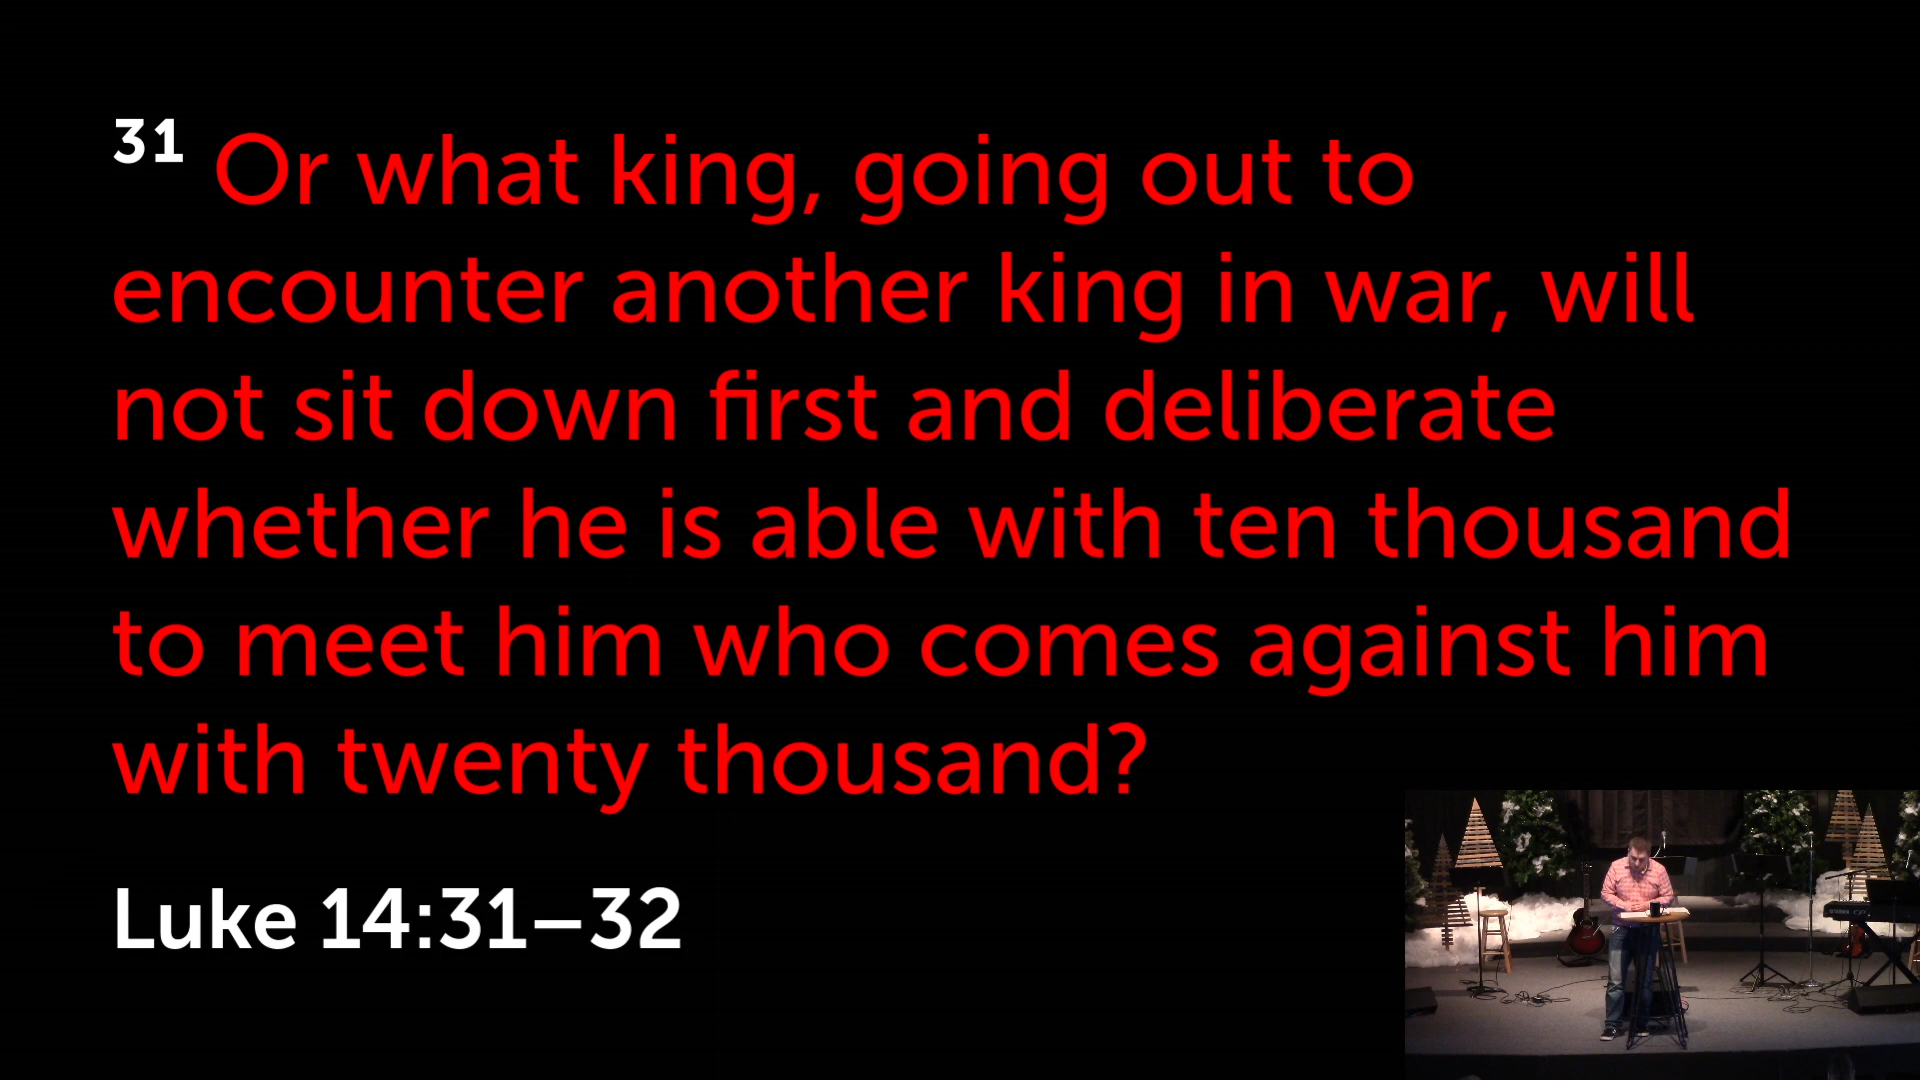 31 Or what king, going out to
encounter another king in war, will
not sit down first and deliberate
whether he is able with ten thousand
to meet him who comes against him
with twenty thousand?
Luke 14:31–32